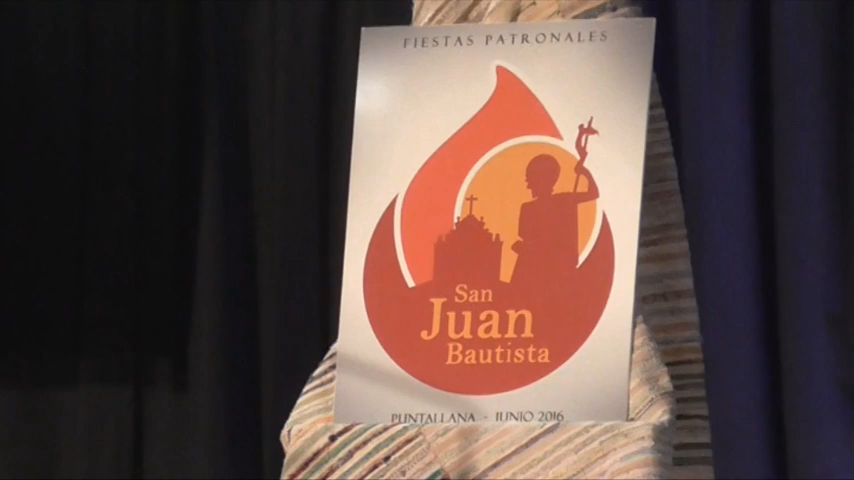 FIESTAS PATRONALES
San
Juan
Bautista
PUNTALLANA - JUNIO 2016